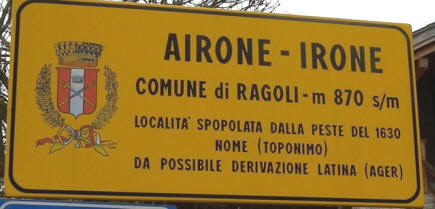 AIRONE - IRONE
COMUNE di RAGOLI - m 870 s/m
LOCALITA' SPOPOLATA DALLA PESTE DEL 1630
NOME (TOPONIMO)
DA POSSIBILE DERIVAZIONE LATINA (AGER)